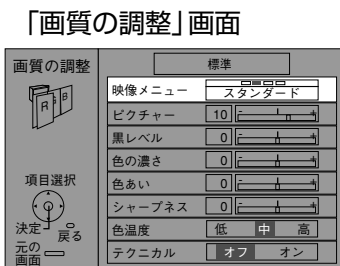 「画質の調整」画面
画質の調整
標準
映像メニュー スタンダード
ピクチャー 10 - +
黒レベル 0 - +
色の濃さ 0 - +
色あい 0 - +
シャープネス 0 - +
色温度 低 中 高
テクニカル オフ オン
R B
項目選択
決定 戻る
元の
画面